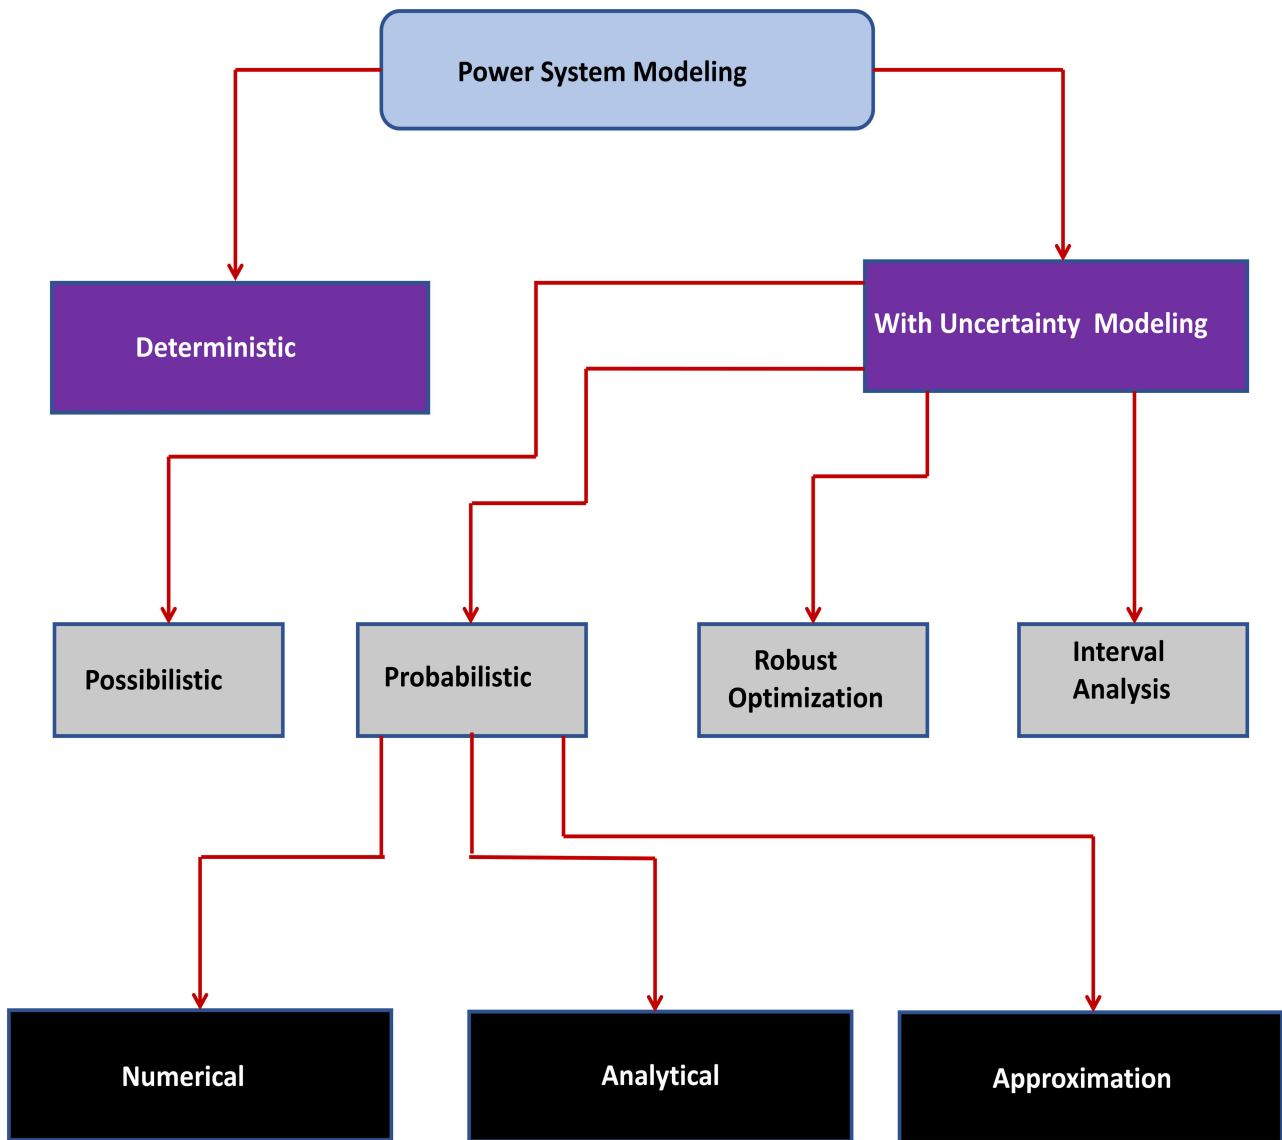 Power System Modeling
Deterministic
With Uncertainty Modeling
Possibilistic
Probabilistic
Robust
Optimization
Interval
Analysis
Numerical
Analytical
Approximation